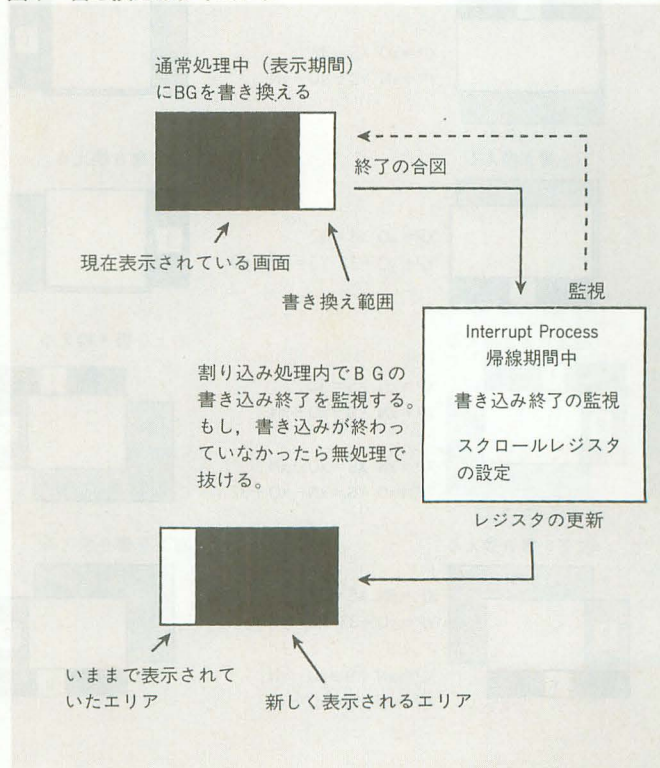 通常処理中（表示期間）
にBGを書き換える
終了の合図
現在表示されている画面
書き換え範囲
監視
Interrupt Process
帰線期間中
書き込み終了の監視
スクロールレジスタ
の設定
割り込み処理内でＢＧの
書き込み終了を監視する。
もし，書き込みが終わっ
ていなかったら無処理で
抜ける。
レジスタの更新
いままで表示されて
いたエリア
新しく表示されるエリア